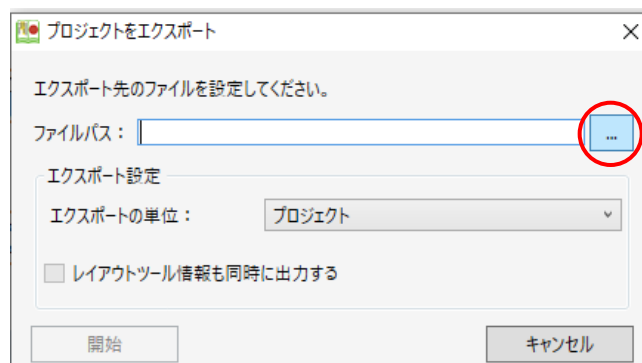 プロジェクトをエクスポート
エクスポート先のファイルを設定してください。
ファイルパス： ...
エクスポート設定
エクスポートの単位： プロジェクト
レイアウトツール情報も同時に出力する
開始 キャンセル